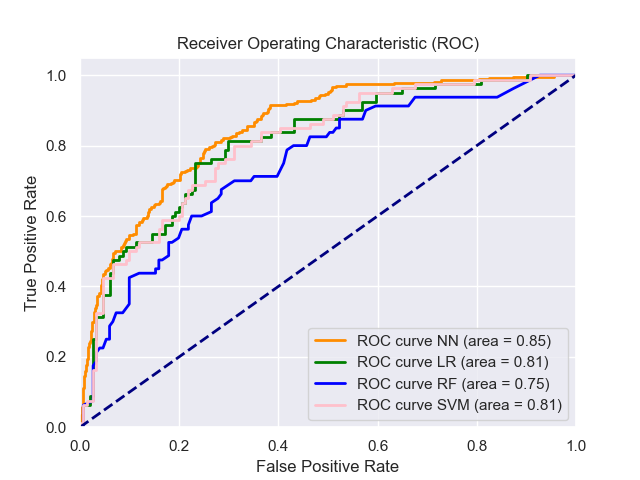 Receiver Operating Characteristic (ROC)
True Positive Rate
1.0
0.8
0.6
0.4
0.2
0.0
ROC curve NN (area = 0.85)
ROC curve LR (area = 0.81)
ROC curve RF (area = 0.75)
ROC curve SVM (area = 0.81)
0.0 0.2 0.4 0.6 0.8 1.0
False Positive Rate